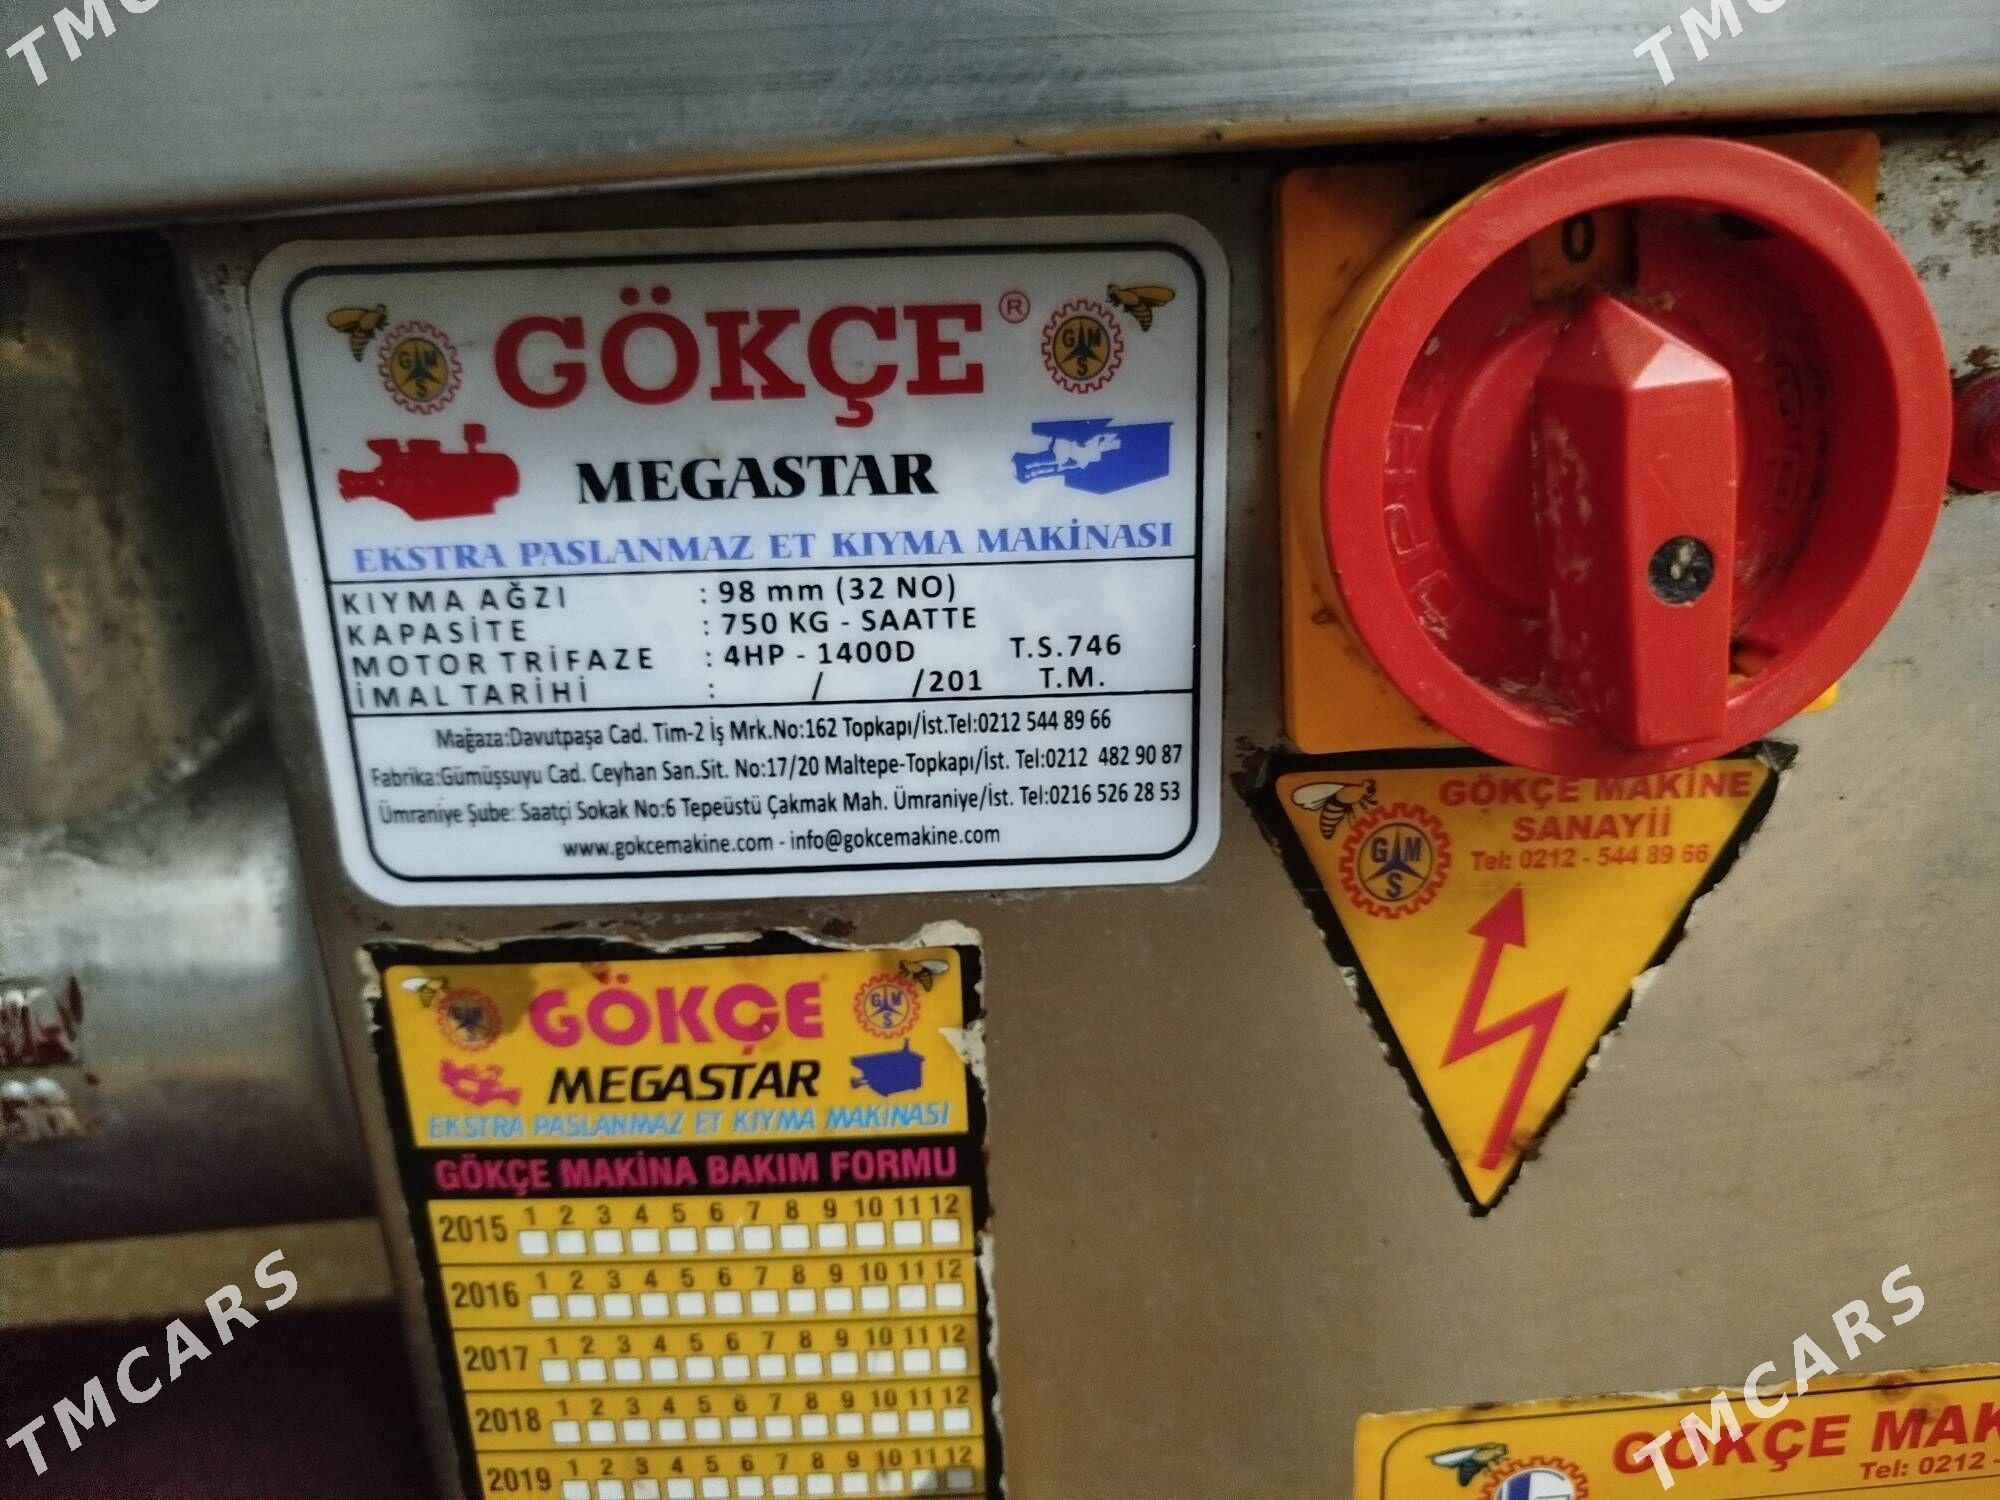 TMCARS
TMCARS
GÖKÇE®
GMS
GMS
MEGASTAR
EKSTRA PASLANMAZ ET KIYMA MAKİNASI
KIYMA AĞZI : 98 mm (32 NO)
KAPASİTE : 750 KG - SAATTE
MOTOR TRİFAZE : 4HP - 1400D T.S.746
İMAL TARİHİ : / /201 T.M.
Mağaza:Davutpaşa Cad. Tim-2 İş Mrk.No:162 Topkapı/İst.Tel:0212 544 89 66
Fabrika:Gümüşsuyu Cad. Ceyhan San.Sit. No:17/20 Maltepe-Topkapı/İst. Tel:0212 482 90 87
Ümraniye Şube: Saatçi Sokak No:6 Tepeüstü Çakmak Mah. Ümraniye/İst. Tel:0216 526 28 53
www.gokcemakine.com - info@gokcemakine.com
0
GÖKÇE MAKİNE
SANAYİİ
Tel: 0212 - 544 89 66
GMS
GÖKÇE
GMS
GMS
MEGASTAR
EKSTRA PASLANMAZ ET KIYMA MAKİNASI
GÖKÇE MAKİNA BAKIM FORMU
2015 1 2 3 4 5 6 7 8 9 10 11 12
2016 1 2 3 4 5 6 7 8 9 10 11 12
2017 1 2 3 4 5 6 7 8 9 10 11 12
2018 1 2 3 4 5 6 7 8 9 10 11 12
2019 1 2 3 4 5 6 7 8 9 10 11 12
GÖKÇE MAK
Tel: 0212 -
TMCARS
TMCARS